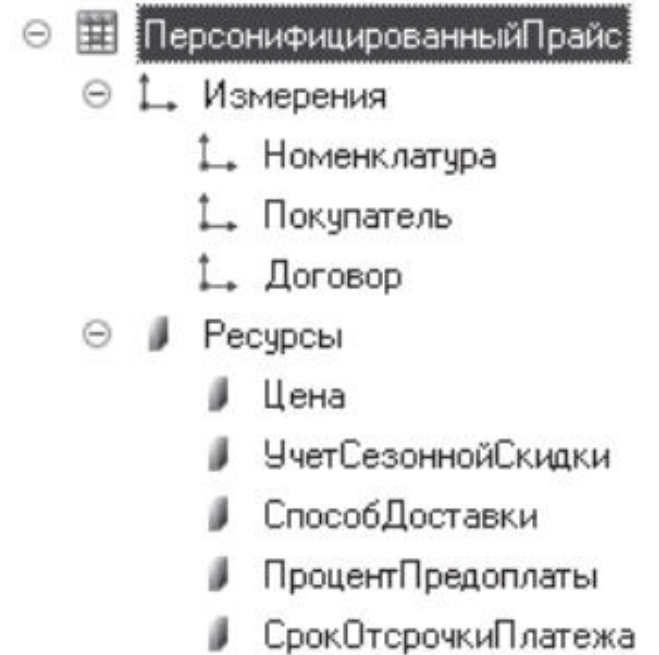 ПерсонифицированныйПрайс
Измерения
Номенклатура
Покупатель
Договор
Ресурсы
Цена
УчетСезоннойСкидки
СпособДоставки
ПроцентПредоплаты
СрокОтсрочкиПлатежа